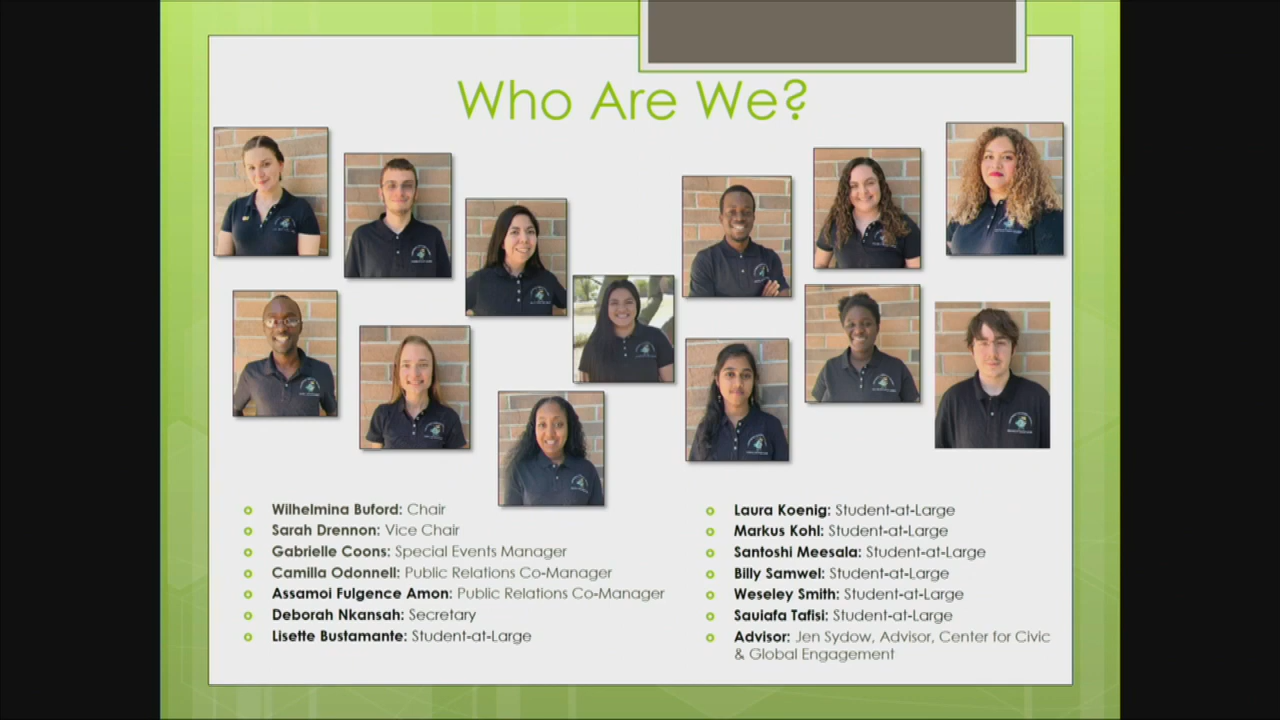 Who Are We?
Wilhelmina Buford: Chair
Sarah Drennon: Vice Chair
Gabrielle Coons: Special Events Manager
Camilla Odonnell: Public Relations Co-Manager
Assamoi Fulgence Amon: Public Relations Co-Manager
Deborah Nkansah: Secretary
Lisette Bustamante: Student-at-Large
Laura Koenig: Student-at-Large
Markus Kohl: Student-at-Large
Santoshi Meesala: Student-at-Large
Billy Samwel: Student-at-Large
Weseley Smith: Student-at-Large
Sauiafa Tafisi: Student-at-Large
Advisor: Jen Sydow, Advisor, Center for Civic
& Global Engagement